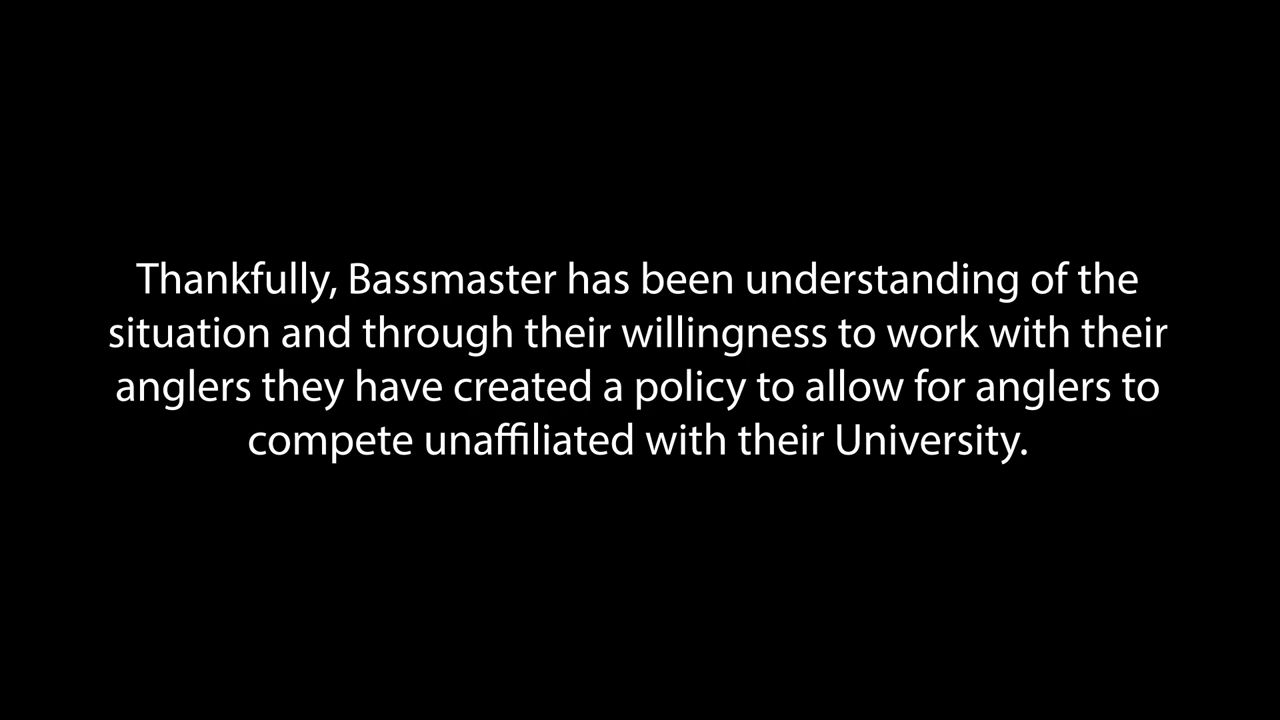 Thankfully, Bassmaster has been understanding of the
situation and through their willingness to work with their
anglers they have created a policy to allow for anglers to
compete unaffiliated with their University.